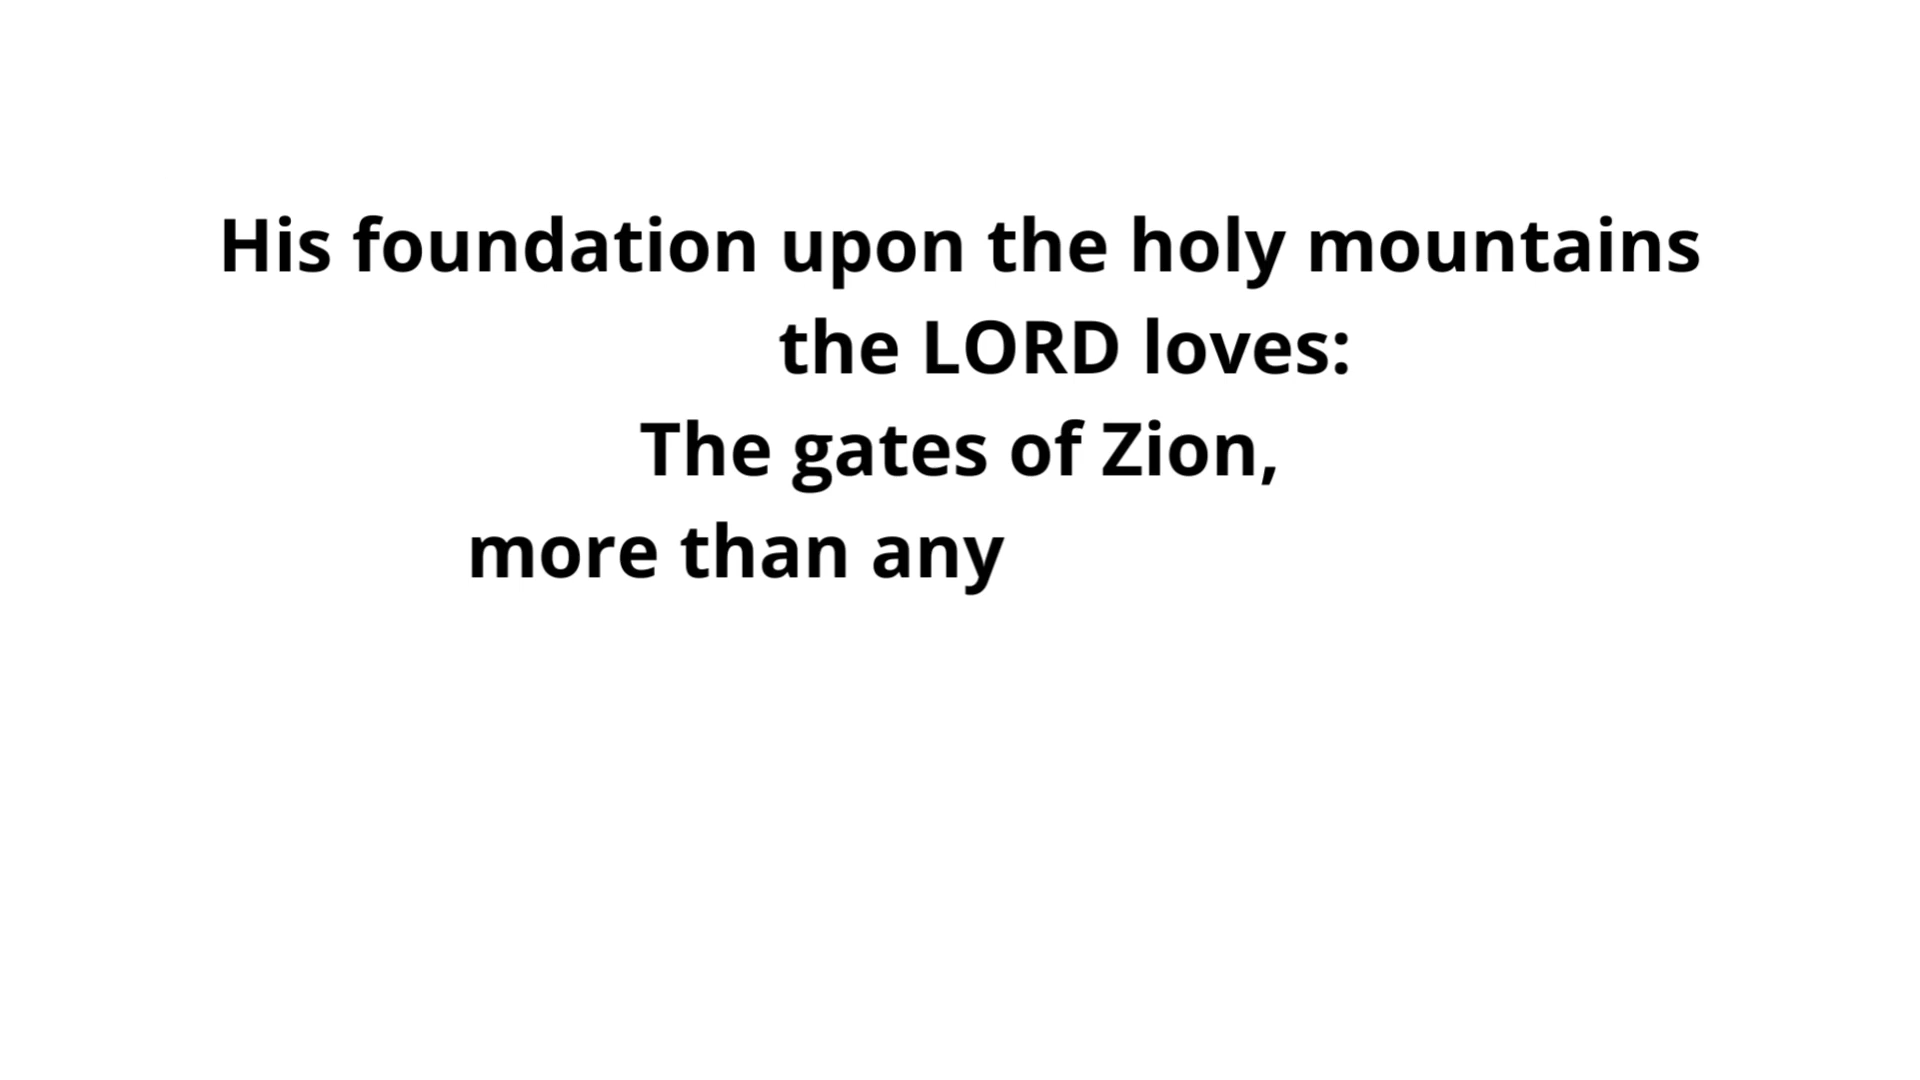 His foundation upon the holy mountains
the LORD loves:
The gates of Zion,
more than any